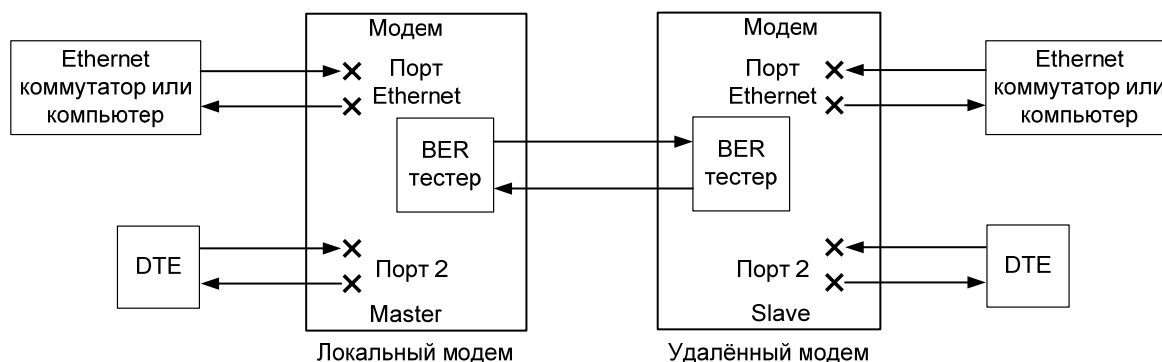 Модем
Ethernet
коммутатор или
компьютер
Порт
Ethernet
BER
тестер
DTE
Порт 2
Master
Локальный модем
Модем
Порт
Ethernet
Ethernet
коммутатор или
компьютер
BER
тестер
Порт 2
DTE
Slave
Удалённый модем